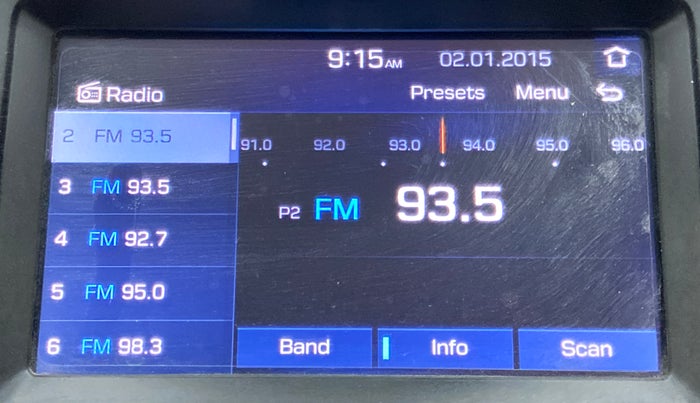 9:15 AM 02.01.2015
Radio Presets Menu
2 FM 93.5
91.0 92.0 93.0 94.0 95.0 96.0
3 FM 93.5
P2 FM 93.5
4 FM 92.7
5 FM 95.0
6 FM 98.3
Band Info Scan